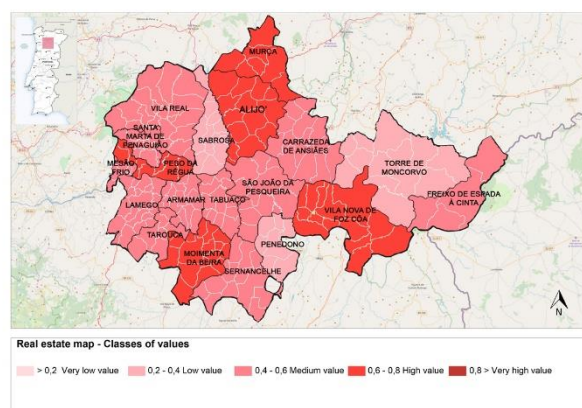 MURÇA
ALIJO'
VILA REAL
SANTA
MARTA DE
PENAGUIÃO
SABROSA
CARRAZEDA
DE ANSIÃES
MESÃO
FRIO
PESO DA
RÉGUA
TORRE DE
MONCORVO
FREIXO DE ESPADA
À CINTA
SÃO JOÃO DA
PESQUEIRA
LAMEGO
ARMAMAR
TABUAÇO
VILA NOVA DE
FOZ CÔA
TAROUCA
MOIMENTA
DA BEIRA
PENEDONO
SERNANCELHE
N
Real estate map - Classes of values
> 0,2 Very low value
0,2 - 0,4 Low value
0,4 - 0,6 Medium value
0,6 - 0,8 High value
0,8 > Very high value